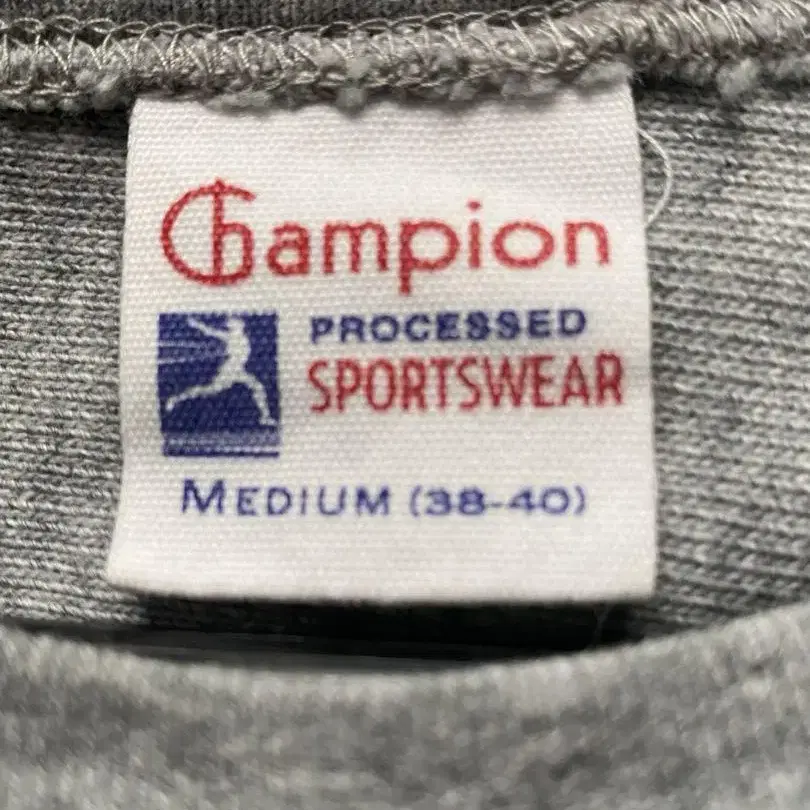 Champion
PROCESSED
SPORTSWEAR
MEDIUM (38-40)